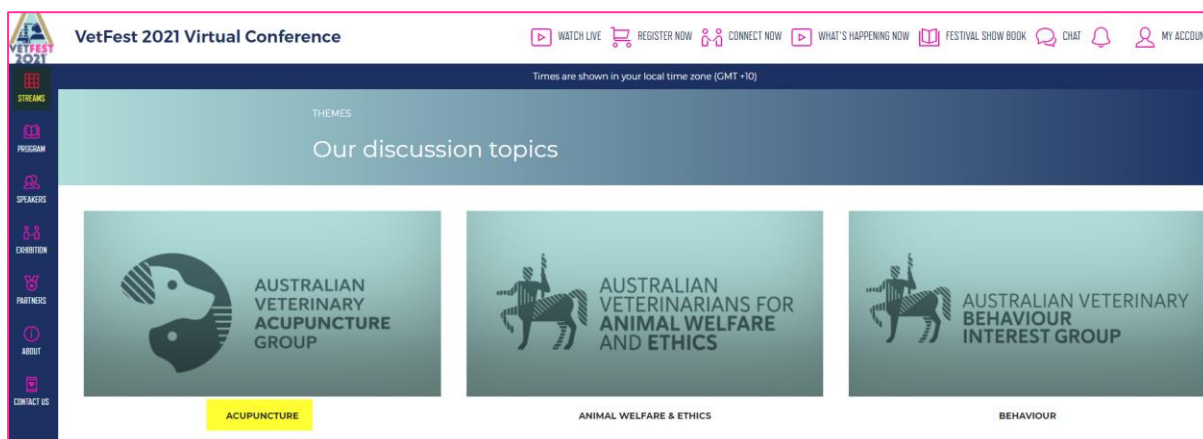 VETFEST
2021
VetFest 2021 Virtual Conference
WATCH LIVE
REGISTER NOW
CONNECT NOW
WHAT'S HAPPENING NOW
FESTIVAL SHOW BOOK
CHAT
MY ACCOUN
Times are shown in your local time zone (GMT +10)
STREAMS
PROGRAM
SPEAKERS
EXHIBITION
PARTNERS
ABOUT
CONTACT US
THEMES
Our discussion topics
AUSTRALIAN
VETERINARY
ACUPUNCTURE
GROUP
ACUPUNCTURE
AUSTRALIAN
VETERINARIANS FOR
ANIMAL WELFARE
AND ETHICS
ANIMAL WELFARE & ETHICS
AUSTRALIAN VETERINARY
BEHAVIOUR
INTEREST GROUP
BEHAVIOUR